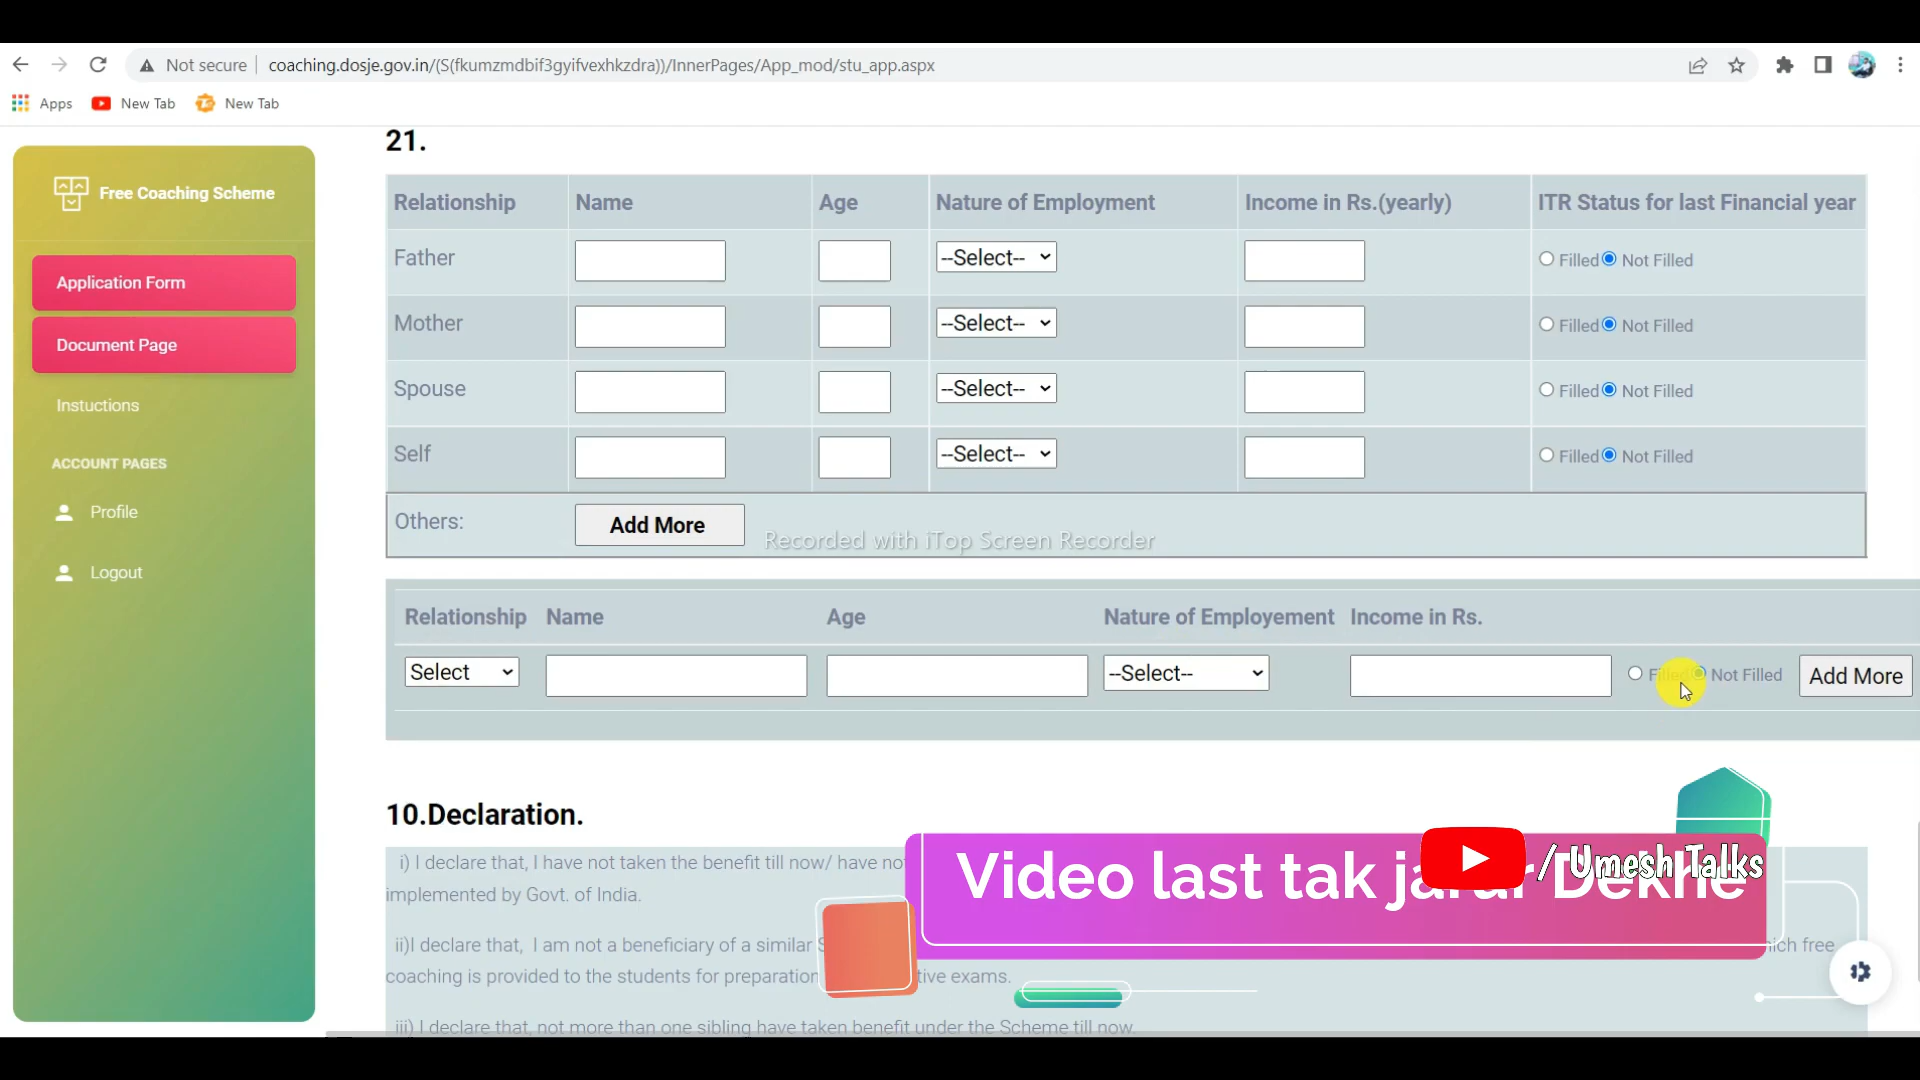 Not secure
coaching.dosje.gov.in/(S(fkumzmdbif3gyifvexhkzdra))/InnerPages/App_mod/stu_app.aspx
Apps
New Tab
New Tab
Free Coaching Scheme
Application Form
Document Page
Instuctions
ACCOUNT PAGES
Profile
Logout
21.
Relationship Name Age Nature of Employment Income in Rs.(yearly) ITR Status for last Financial year
Father --Select-- Filled Not Filled
Mother --Select-- Filled Not Filled
Spouse --Select-- Filled Not Filled
Self --Select-- Filled Not Filled
Others: Add More
Recorded with iTop Screen Recorder
Relationship Name Age Nature of Employement Income in Rs.
Select --Select-- Filled Not Filled Add More
10.Declaration.
i) I declare that, I have not taken the benefit till now/ have no
implemented by Govt. of India.
ii)I declare that, I am not a beneficiary of a similar S ich free
coaching is provided to the students for preparation tive exams.
iii) I declare that, not more than one sibling have taken benefit under the Scheme till now.
Video last tak jarur Dekhe
/ Umesh Talks